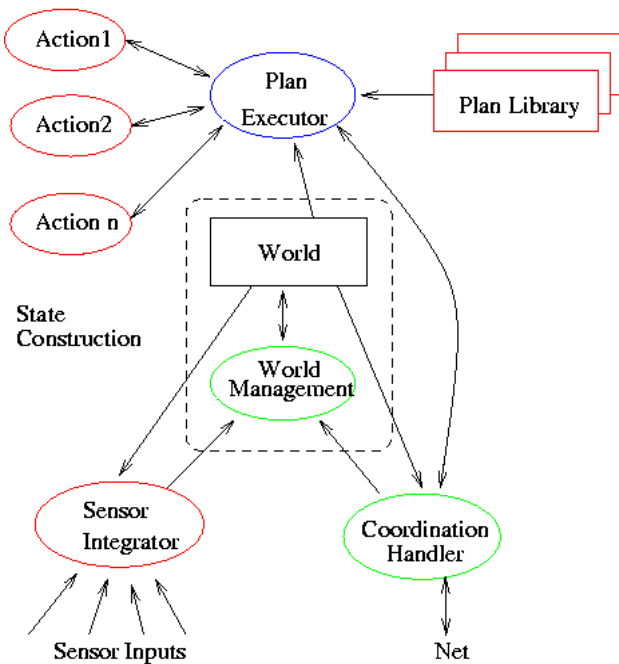 Action1
Plan
Executor
Plan Library
Action2
Action n
World
State
Construction
World
Management
Sensor
Integrator
Coordination
Handler
Sensor Inputs
Net